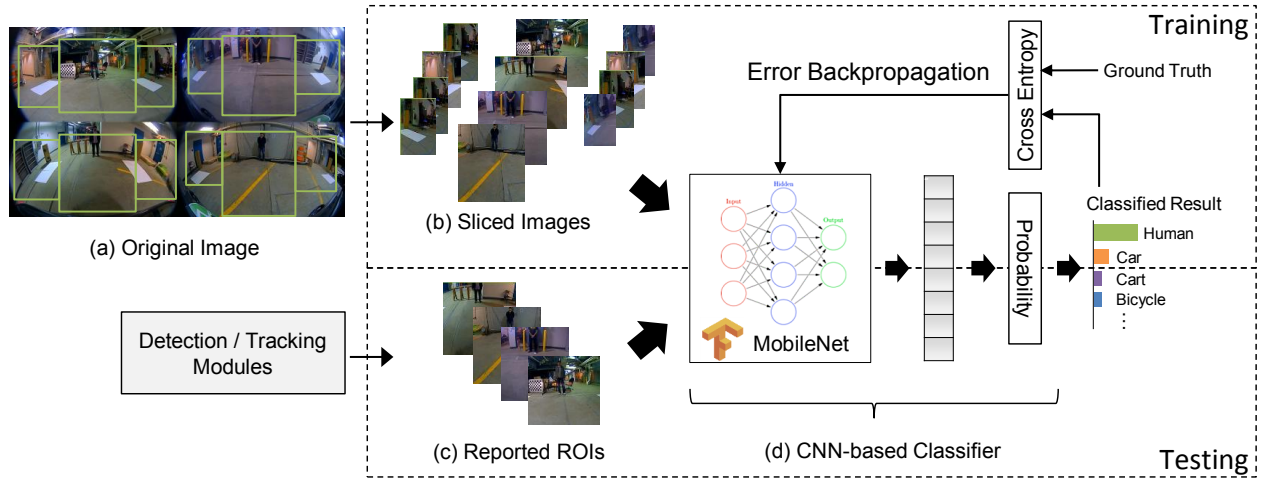 Training
Error Backpropagation
Cross Entropy
Ground Truth
(a) Original Image
(b) Sliced Images
Input
Hidden
Output
MobileNet
Probability
Classified Result
Human
Car
Cart
Bicycle
⋮
Detection / Tracking
Modules
(c) Reported ROIs
(d) CNN-based Classifier
Testing